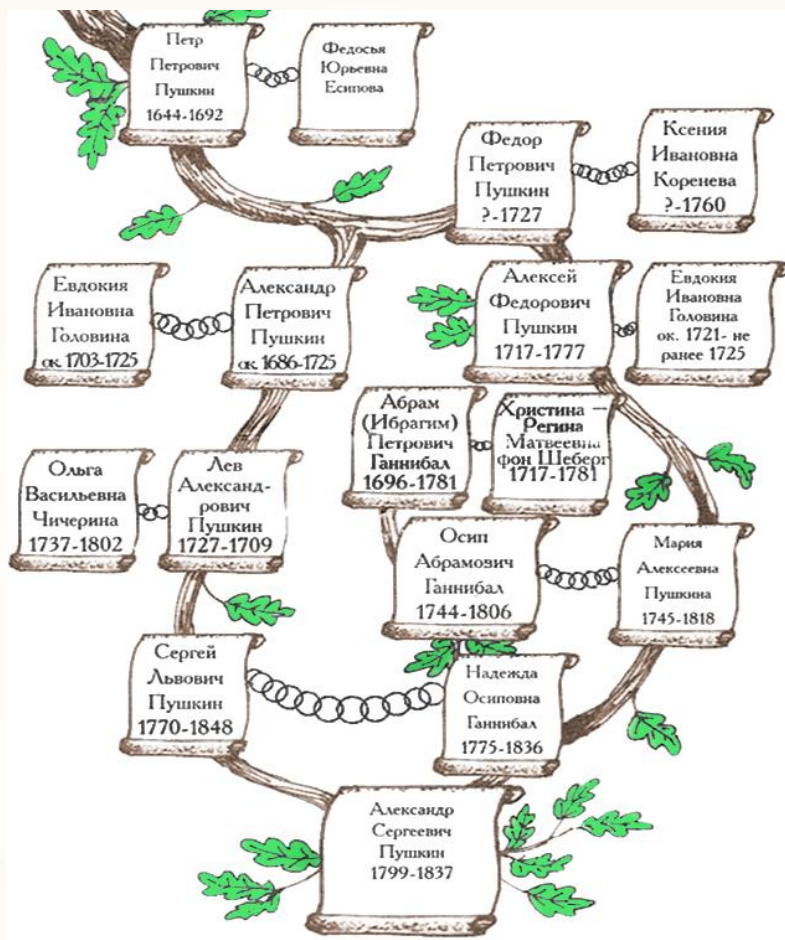 Петр
Петрович
Пушкин
1644-1692
Федосья
Юрьевна
Есипова
Федор
Петрович
Пушкин
?-1727
Ксения
Ивановна
Коренева
?-1760
Евдокия
Ивановна
Головина
ок. 1703-1725
Александр
Петрович
Пушкин
ок. 1686-1725
Алексей
Федорович
Пушкин
1717-1777
Евдокия
Ивановна
Головина
ок. 1721- не
ранее 1725
Абрам
(Ибрагим)
Петрович
Ганнибал
1696-1781
Христина –
Регина
Матвеевна
фон Шеберг
1717-1781
Ольга
Васильевна
Чичерина
1737-1802
Лев
Александ-
рович
Пушкин
1727-1709
Осип
Абрамович
Ганнибал
1744-1806
Мария
Алексеевна
Пушкина
1745-1818
Сергей
Львович
Пушкин
1770-1848
Надежда
Осиповна
Ганнибал
1775-1836
Александр
Сергеевич
Пушкин
1799-1837